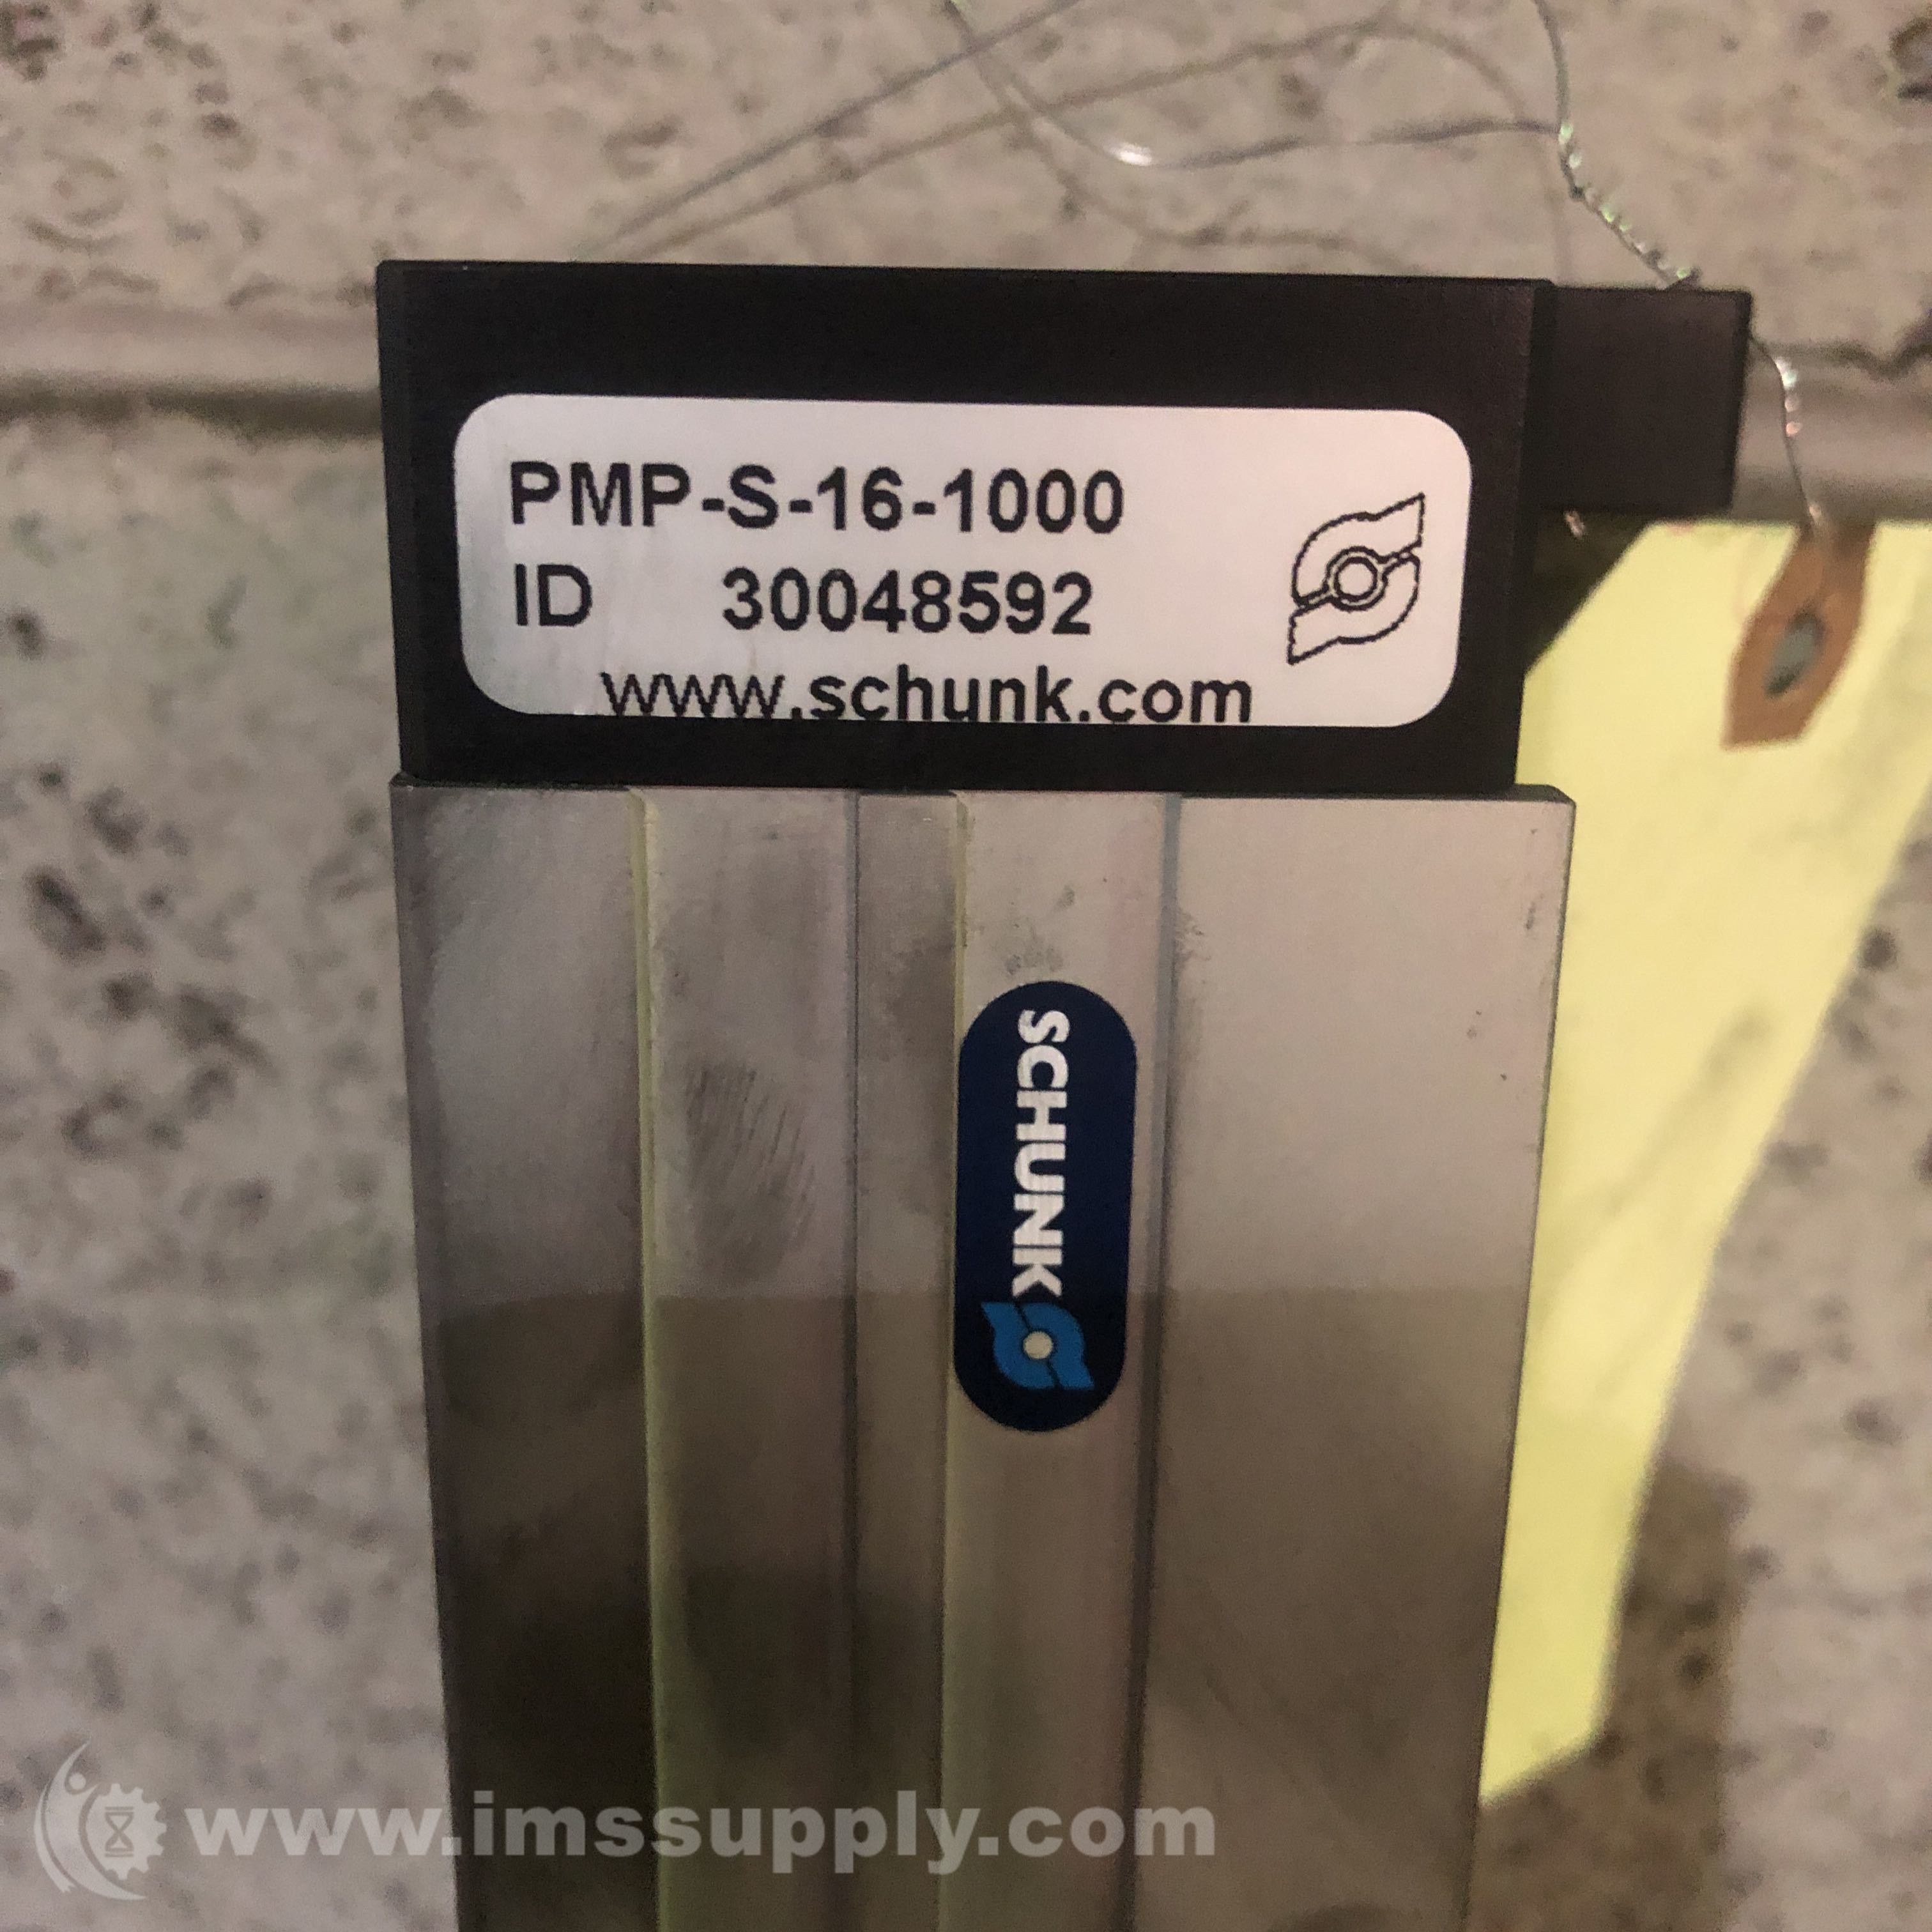 PMP-S-16-1000
ID 30048592
www.schunk.com
SCHUNK
www.imssupply.com